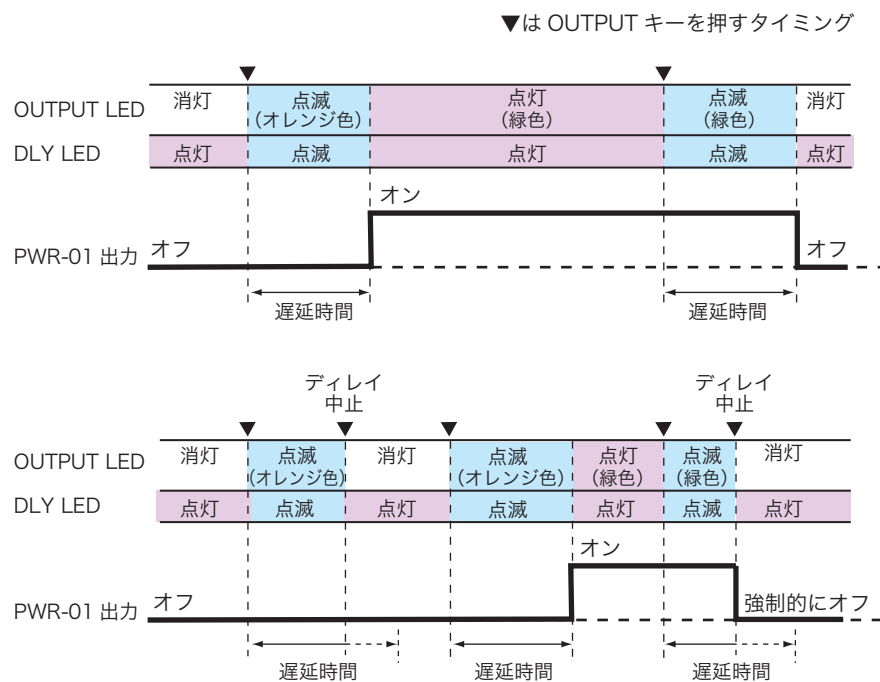 ▼は OUTPUT キーを押すタイミング
OUTPUT LED 消灯 点滅 (オレンジ色) 点灯 (緑色) 点滅 (緑色) 消灯
DLY LED 点灯 点滅 点灯 点滅 点灯
オン
PWR-01 出力 オフ オフ
遅延時間 遅延時間
ディレイ中止 ディレイ中止
OUTPUT LED 消灯 点滅 (オレンジ色) 消灯 点滅 (オレンジ色) 点灯 (緑色) 点滅 (緑色) 消灯
DLY LED 点灯 点滅 点灯 点滅 点灯 点滅 点灯
オン
PWR-01 出力 オフ 強制的にオフ
遅延時間 遅延時間 遅延時間